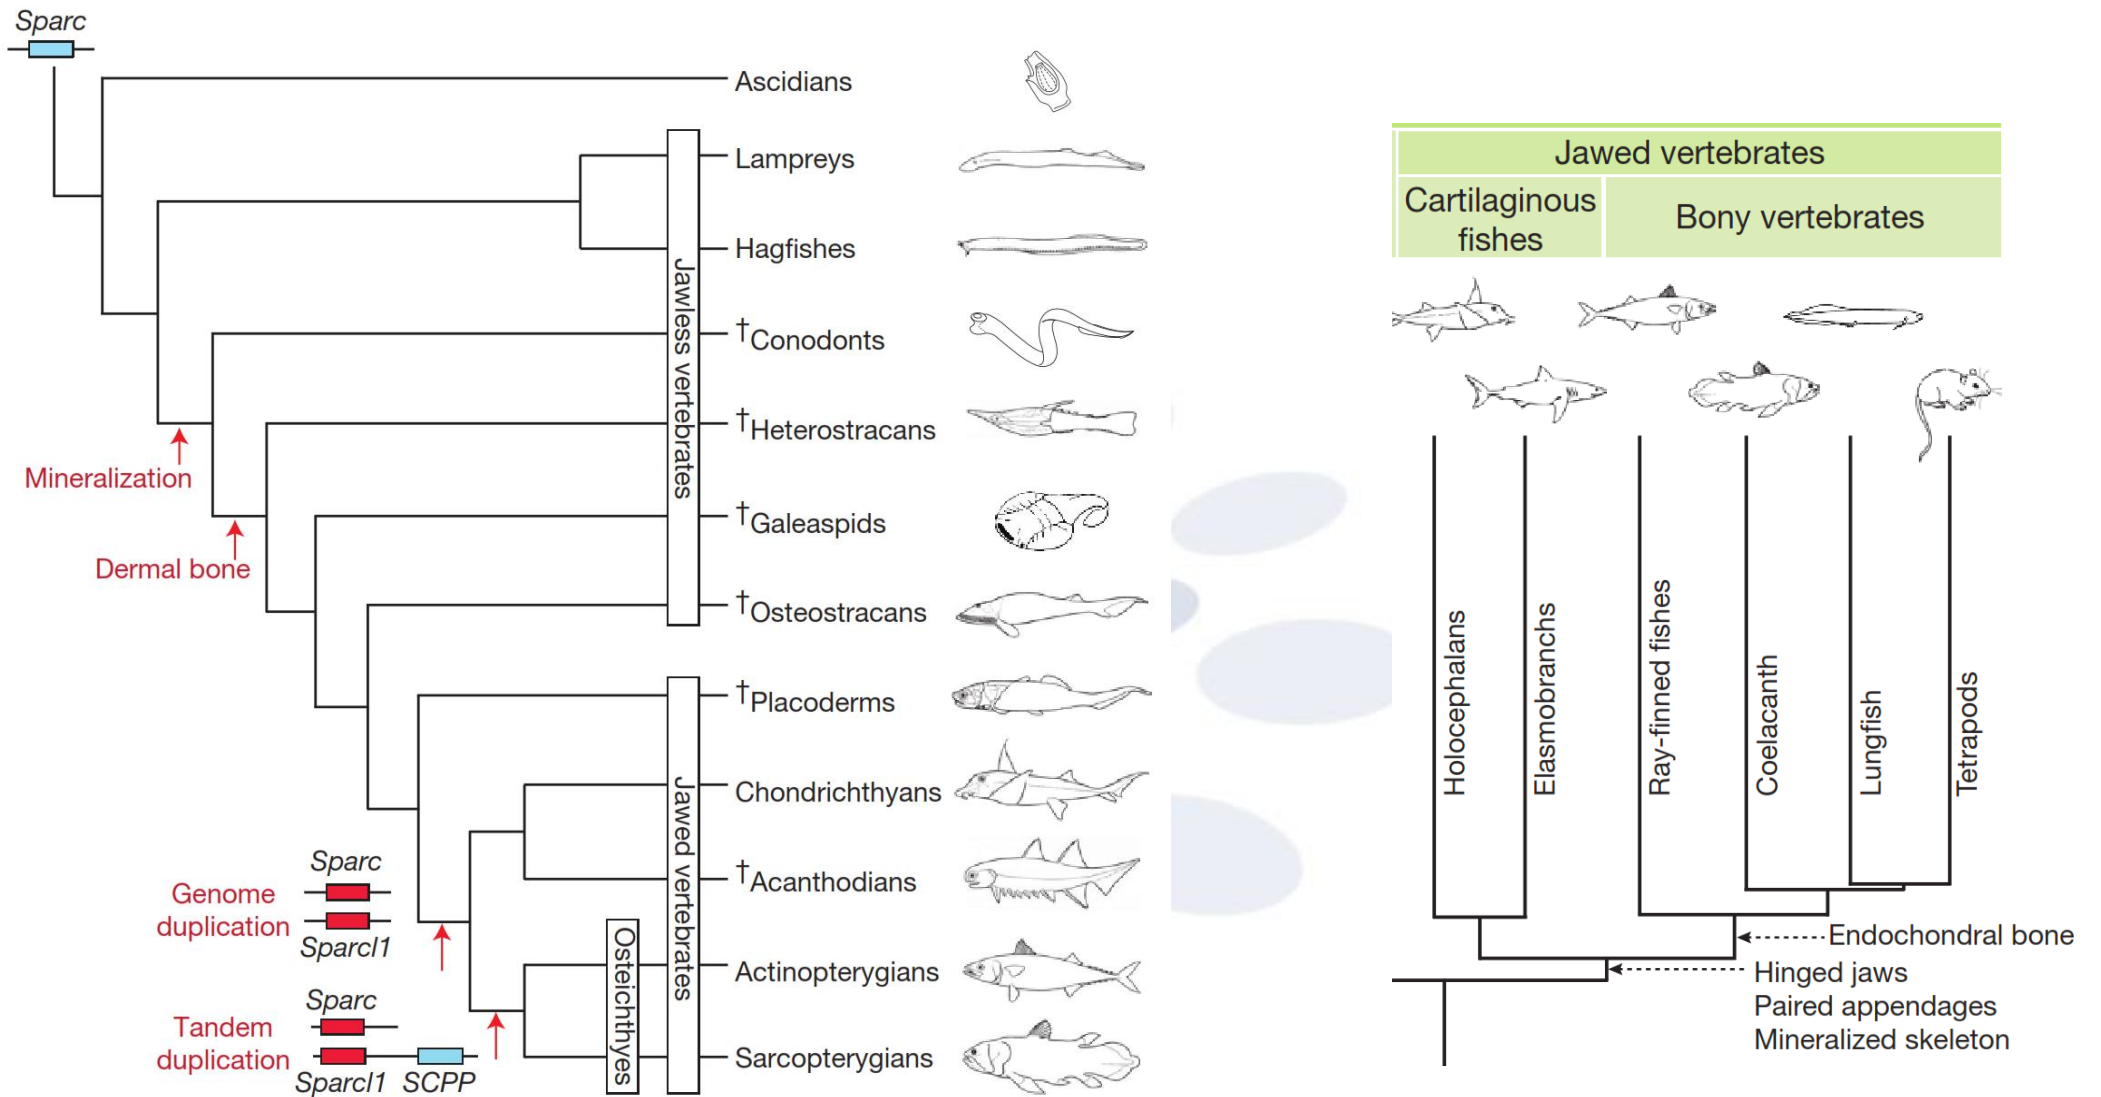 Sparc
Ascidians
Lampreys
Hagfishes
†Conodonts
†Heterostracans
†Galeaspids
†Osteostracans
Jawless vertebrates
Mineralization
Dermal bone
†Placoderms
Chondrichthyans
†Acanthodians
Actinopterygians
Sarcopterygians
Jawed vertebrates
Osteichthyes
Sparc
Genome
duplication
Sparcl1
Sparc
Tandem
duplication
Sparcl1 SCPP
Jawed vertebrates
Cartilaginous
fishes
Bony vertebrates
Holocephalans
Elasmobranchs
Ray-finned fishes
Coelacanth
Lungfish
Tetrapods
Endochondral bone
Hinged jaws
Paired appendages
Mineralized skeleton